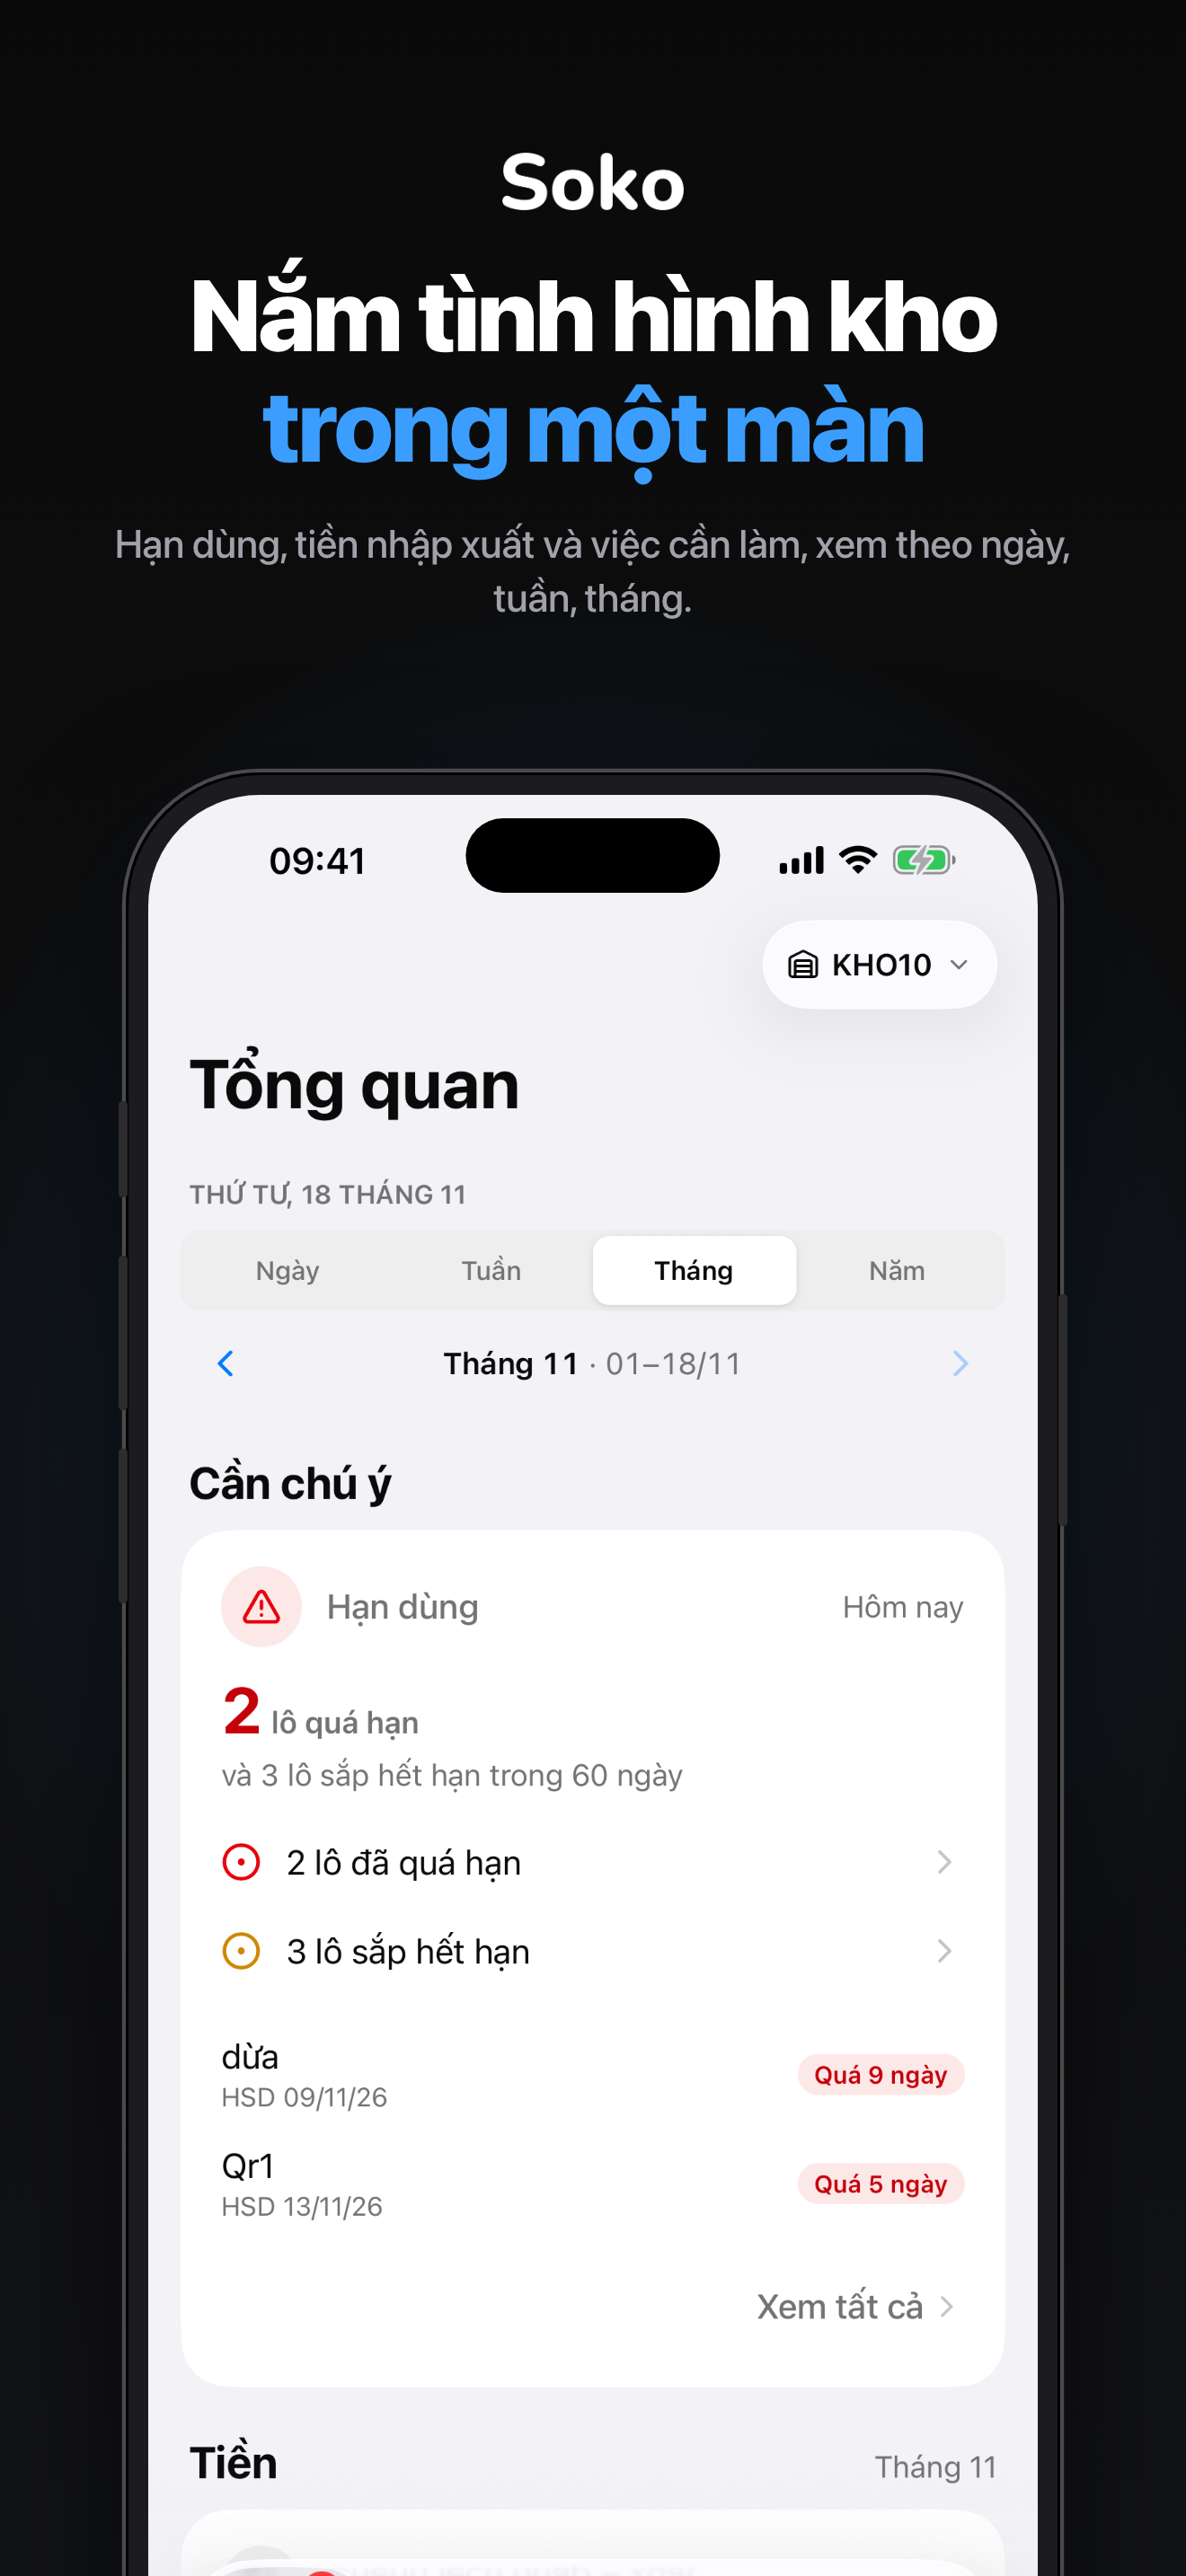 Soko
Nắm tình hình kho
trong một màn
Hạn dùng, tiền nhập xuất và việc cần làm, xem theo ngày,
tuần, tháng.
09:41
KHO10
Tổng quan
THỨ TƯ, 18 THÁNG 11
Ngày Tuần Tháng Năm
Tháng 11 · 01–18/11
Cần chú ý
Hạn dùng Hôm nay
2 lô quá hạn
và 3 lô sắp hết hạn trong 60 ngày
2 lô đã quá hạn
3 lô sắp hết hạn
dừa
HSD 09/11/26
Quá 9 ngày
Qr1
HSD 13/11/26
Quá 5 ngày
Xem tất cả
Tiền Tháng 11